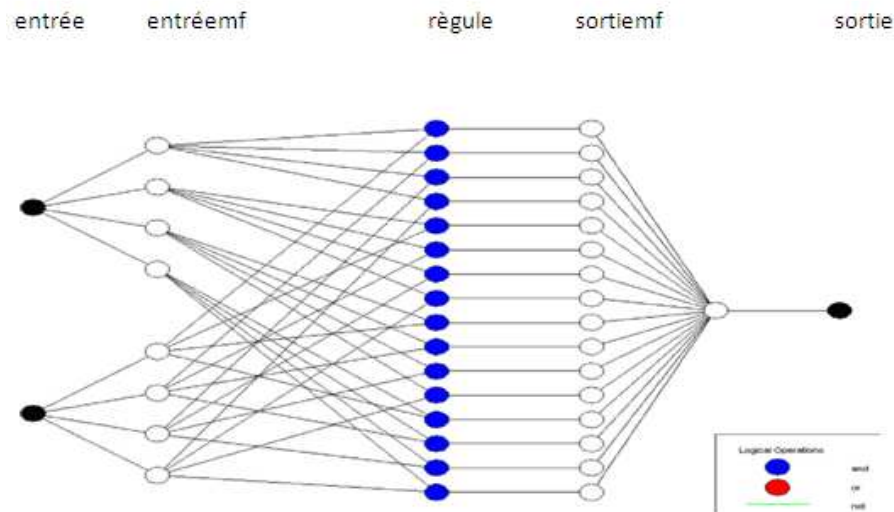 entrée entréemf règule sortiemf sortie
Logical Operations
and
or
not